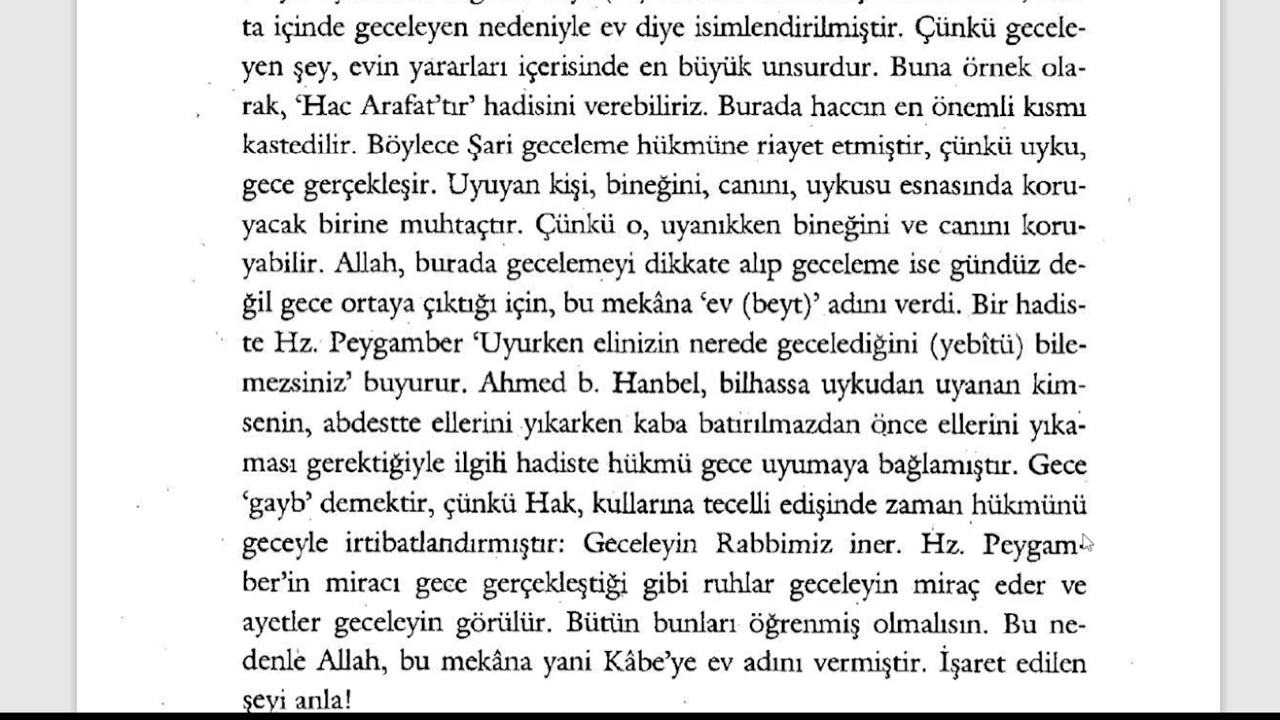 ta içinde geceleyen nedeniyle ev diye isimlendirilmiştir. Çünkü gecele-
yen şey, evin yararları içerisinde en büyük unsurdur. Buna örnek ola-
rak, ‘Hac Arafat’tır’ hadisini verebiliriz. Burada haccın en önemli kısmı
kastedilir. Böylece Şari geceleme hükmüne riayet etmiştir, çünkü uyku,
gece gerçekleşir. Uyuyan kişi, bineğini, canını, uykusu esnasında koru-
yacak birine muhtaçtır. Çünkü o, uyanıkken bineğini ve canını koru-
yabilir. Allah, burada gecelemeyi dikkate alıp geceleme ise gündüz de-
ğil gece ortaya çıktığı için, bu mekâna ‘ev (beyt)’ adını verdi. Bir hadis-
te Hz. Peygamber ‘Uyurken elinizin nerede gecelediğini (yebîtü) bile-
mezsiniz’ buyurur. Ahmed b. Hanbel, bilhassa uykudan uyanan kim-
senin, abdestte ellerini yıkarken kaba batırılmazdan önce ellerini yıka-
ması gerektiğiyle ilgili hadiste hükmü gece uyumaya bağlamıştır. Gece
‘gayb’ demektir, çünkü Hak, kullarına tecelli edişinde zaman hükmünü
geceyle irtibatlandırmıştır: Geceleyin Rabbimiz iner. Hz. Peygam-
ber’in miracı gece gerçekleştiği gibi ruhlar geceleyin miraç eder ve
ayetler geceleyin görülür. Bütün bunları öğrenmiş olmalısın. Bu ne-
denle Allah, bu mekâna yani Kâbe’ye ev adını vermiştir. İşaret edilen
şeyi anla!